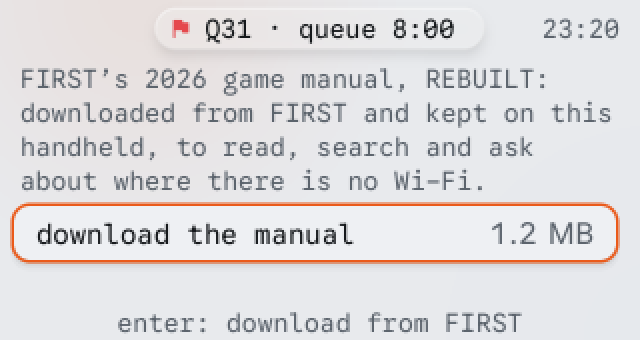 Q31 · queue 8:00
23:20
FIRST’s 2026 game manual, REBUILT:
downloaded from FIRST and kept on this
handheld, to read, search and ask
about where there is no Wi-Fi.
download the manual 1.2 MB
enter: download from FIRST